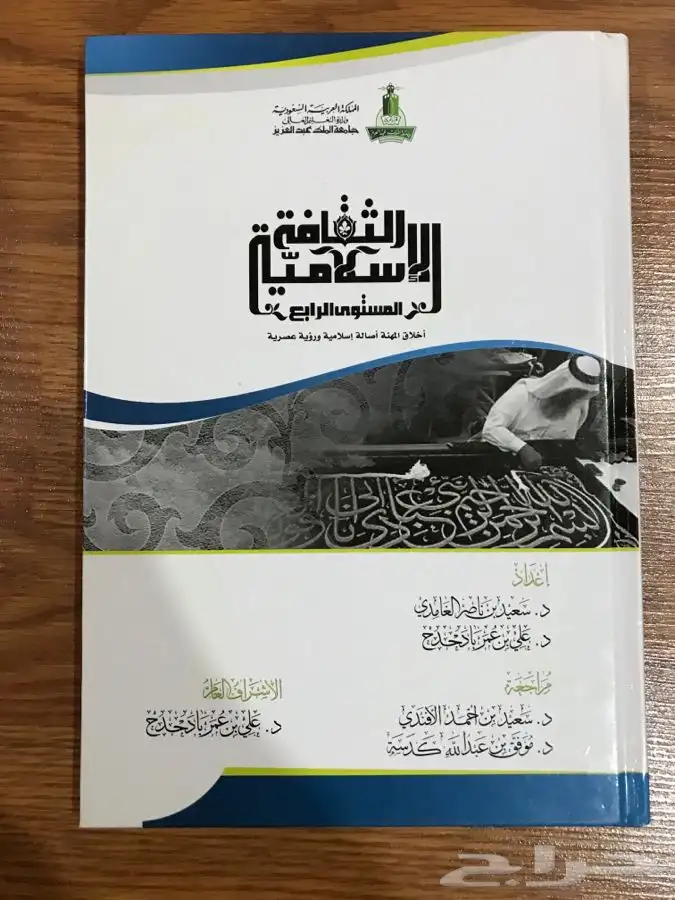 المملكة العربية السعودية
وزارة التعليم العالي
جامعة الملك عبد العزيز
الثقافة
الإسلامية
المستوى الرابع
أخلاق المهنة أصالة إسلامية ورؤية عصرية
إعداد
د. سعيد بن ناصر الغامدي
د. علي بن عمر بادحدح
مراجعة
د. سعيد بن أحمد الأفندي
د. موفق بن عبد الله كدسة
الإشراف العام
د. علي بن عمر بادحدح
حراج